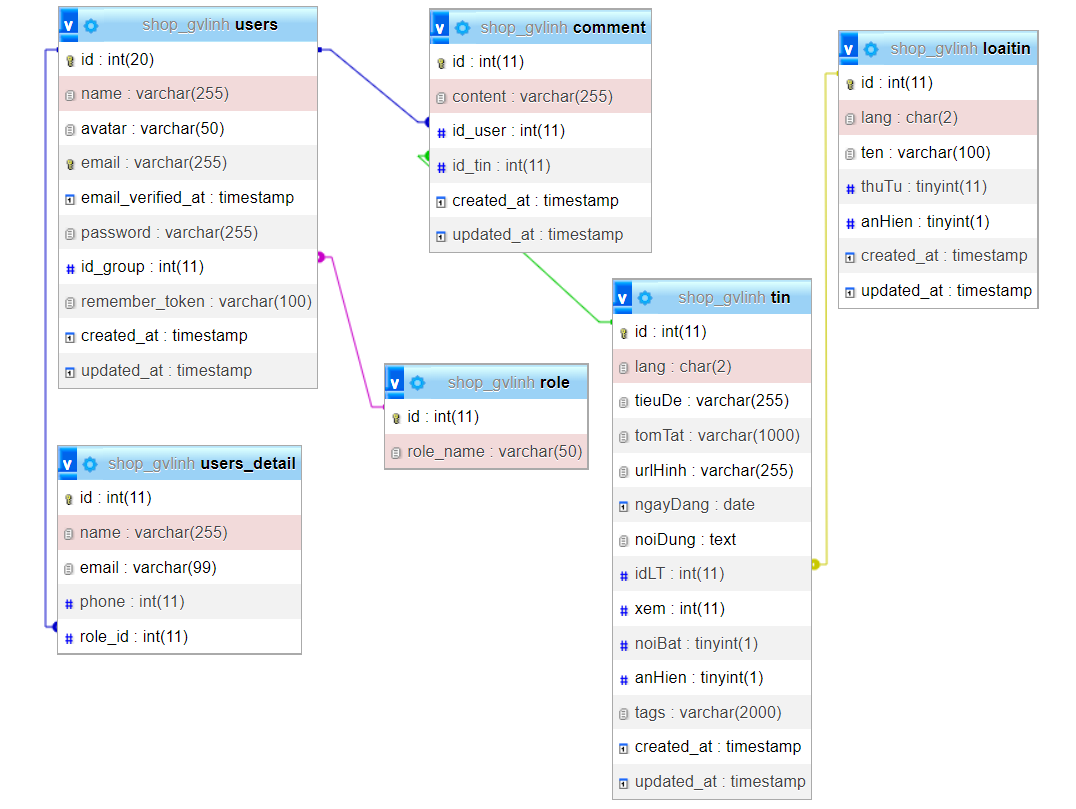 v shop_gvlinh users
id : int(20)
name : varchar(255)
avatar : varchar(50)
email : varchar(255)
email_verified_at : timestamp
password : varchar(255)
id_group : int(11)
remember_token : varchar(100)
created_at : timestamp
updated_at : timestamp
v shop_gvlinh comment
id : int(11)
content : varchar(255)
id_user : int(11)
id_tin : int(11)
created_at : timestamp
updated_at : timestamp
v shop_gvlinh loaitin
id : int(11)
lang : char(2)
ten : varchar(100)
thuTu : tinyint(11)
anHien : tinyint(1)
created_at : timestamp
updated_at : timestamp
v shop_gvlinh tin
id : int(11)
lang : char(2)
tieuDe : varchar(255)
tomTat : varchar(1000)
urlHinh : varchar(255)
ngayDang : date
noiDung : text
idLT : int(11)
xem : int(11)
noiBat : tinyint(1)
anHien : tinyint(1)
tags : varchar(2000)
created_at : timestamp
updated_at : timestamp
v shop_gvlinh role
id : int(11)
role_name : varchar(50)
v shop_gvlinh users_detail
id : int(11)
name : varchar(255)
email : varchar(99)
phone : int(11)
role_id : int(11)